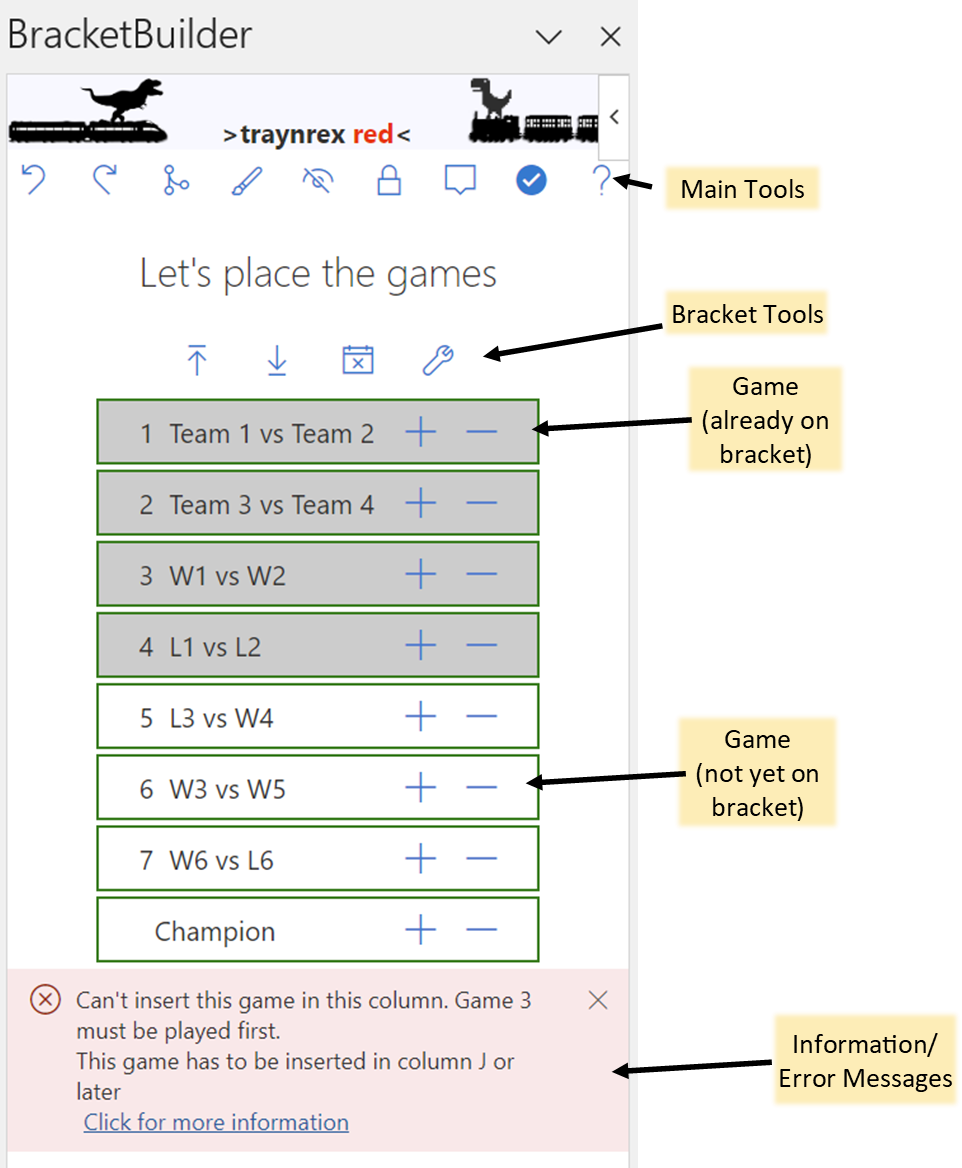 BracketBuilder
>traynrex red<
Main Tools
Let's place the games
Bracket Tools
1 Team 1 vs Team 2
Game
(already on
bracket)
2 Team 3 vs Team 4
3 W1 vs W2
4 L1 vs L2
5 L3 vs W4
6 W3 vs W5
Game
(not yet on
bracket)
7 W6 vs L6
Champion
Can't insert this game in this column. Game 3
must be played first.
This game has to be inserted in column J or
later
Click for more information
Information/
Error Messages